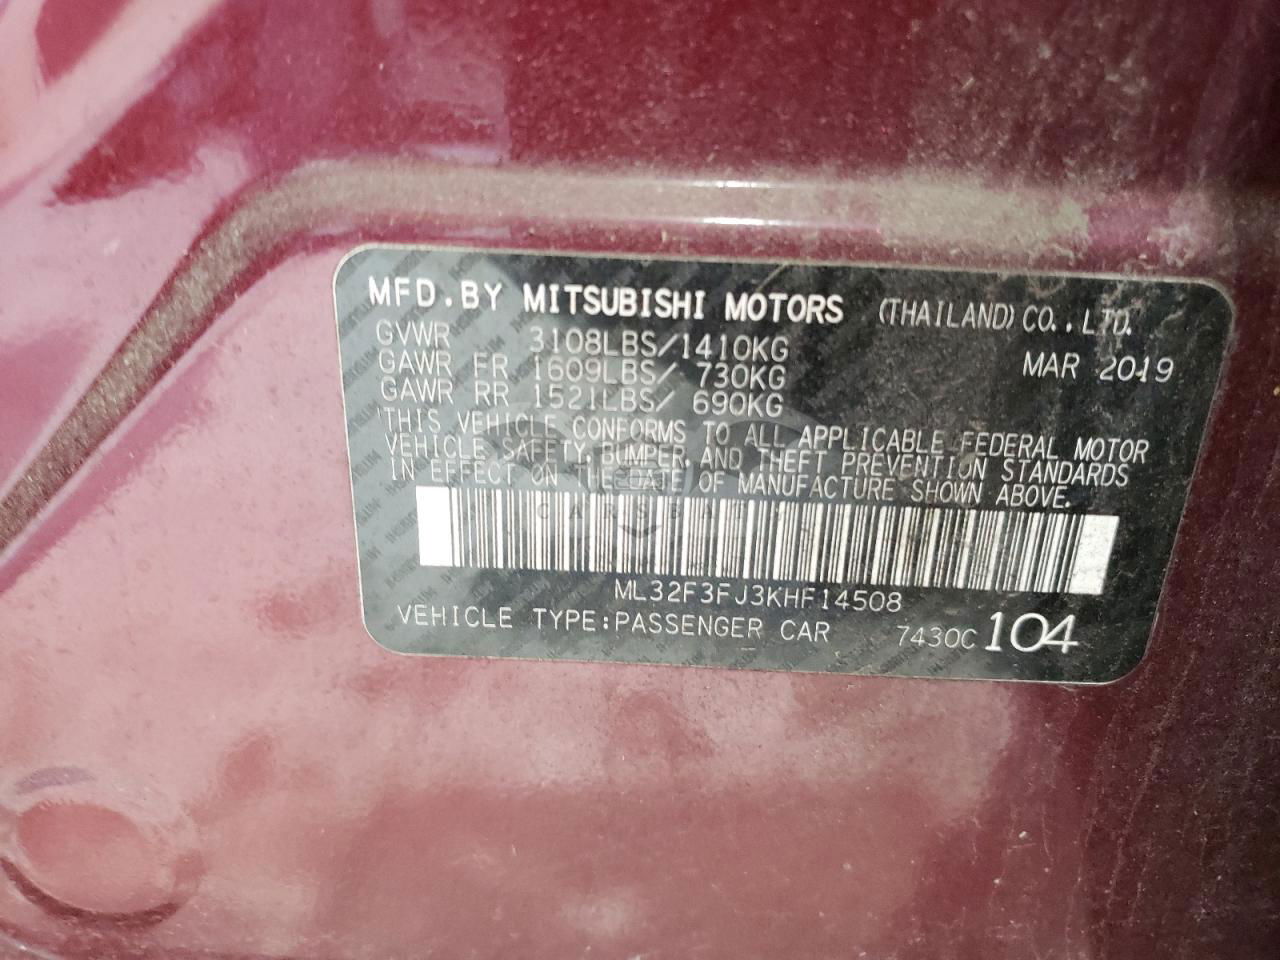 MFD.BY MITSUBISHI MOTORS (THAILAND)CO.,LTD.
GVWR 3108LBS/1410KG MAR 2019
GAWR FR 1609LBS/ 730KG
GAWR RR 1521LBS/ 690KG
THIS VEHICLE CONFORMS TO ALL APPLICABLE FEDERAL MOTOR
VEHICLE SAFETY, BUMPER, AND THEFT PREVENTION STANDARDS
IN EFFECT ON THE DATE OF MANUFACTURE SHOWN ABOVE.
ML32F3FJ3KHF14508
VEHICLE TYPE:PASSENGER CAR 7430C 104